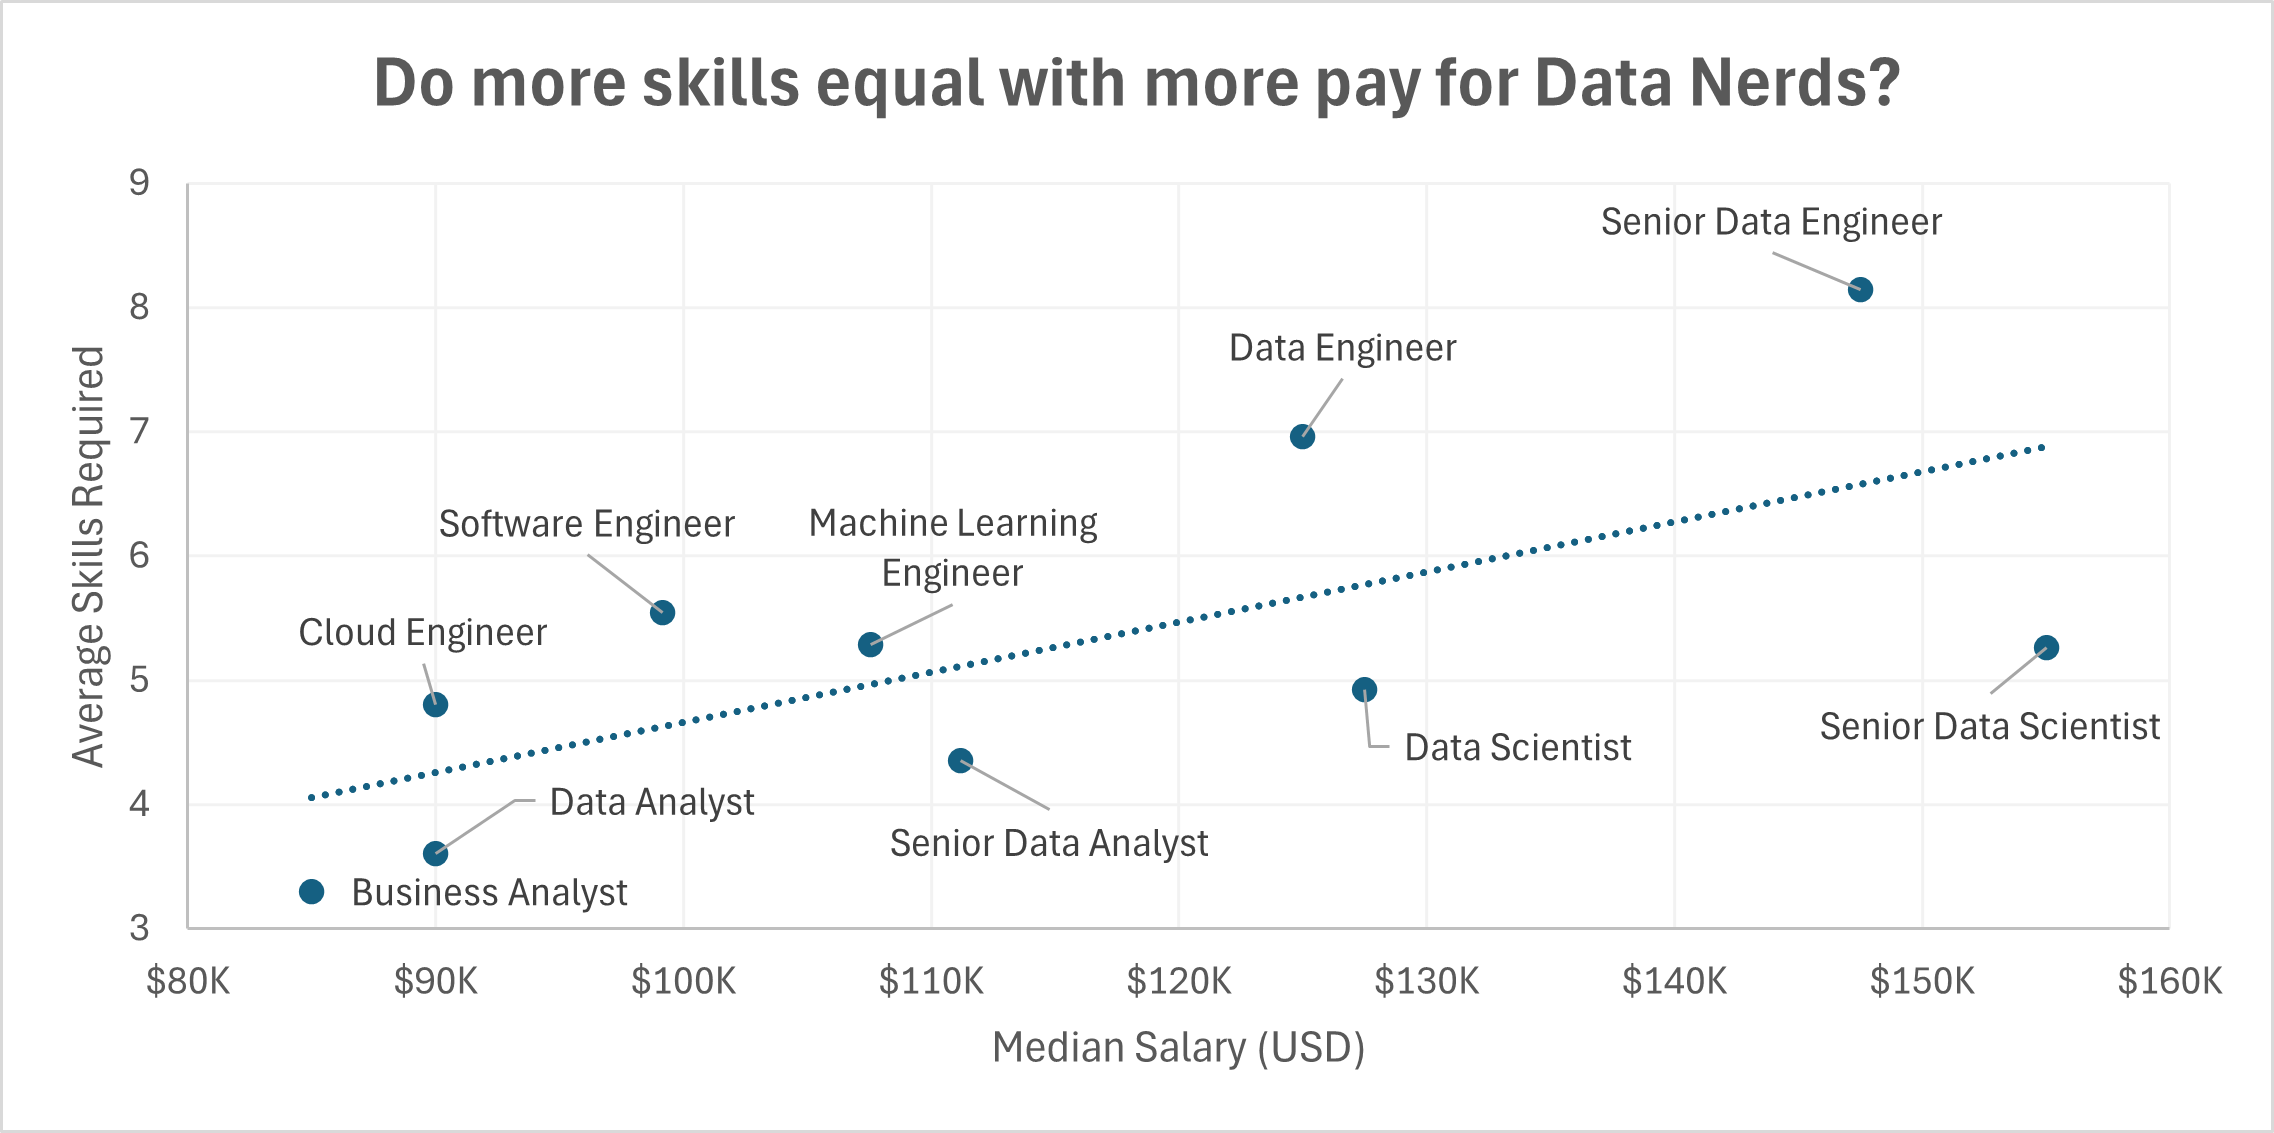 Do more skills equal with more pay for Data Nerds?
9
8
7
6
5
4
3
Average Skills Required
Senior Data Engineer
Data Engineer
Software Engineer
Machine Learning
Engineer
Cloud Engineer
Senior Data Scientist
Data Scientist
Data Analyst
Senior Data Analyst
Business Analyst
$80K
$90K
$100K
$110K
$120K
$130K
$140K
$150K
$160K
Median Salary (USD)